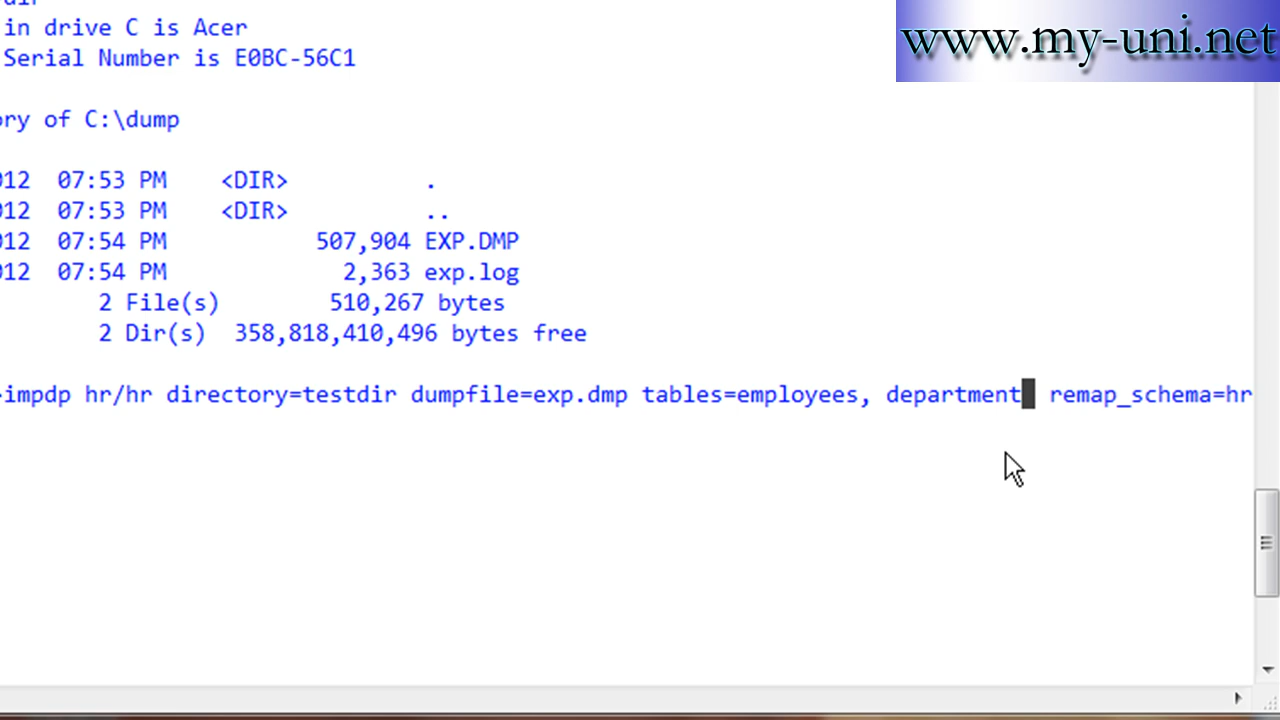 www.my-uni.net
in drive C is Acer
Serial Number is E0BC-56C1
ory of C:\dump
012 07:53 PM <DIR> .
012 07:53 PM <DIR> ..
012 07:54 PM 507,904 EXP.DMP
012 07:54 PM 2,363 exp.log
2 File(s) 510,267 bytes
2 Dir(s) 358,818,410,496 bytes free
>impdp hr/hr directory=testdir dumpfile=exp.dmp tables=employees, department remap_schema=hr